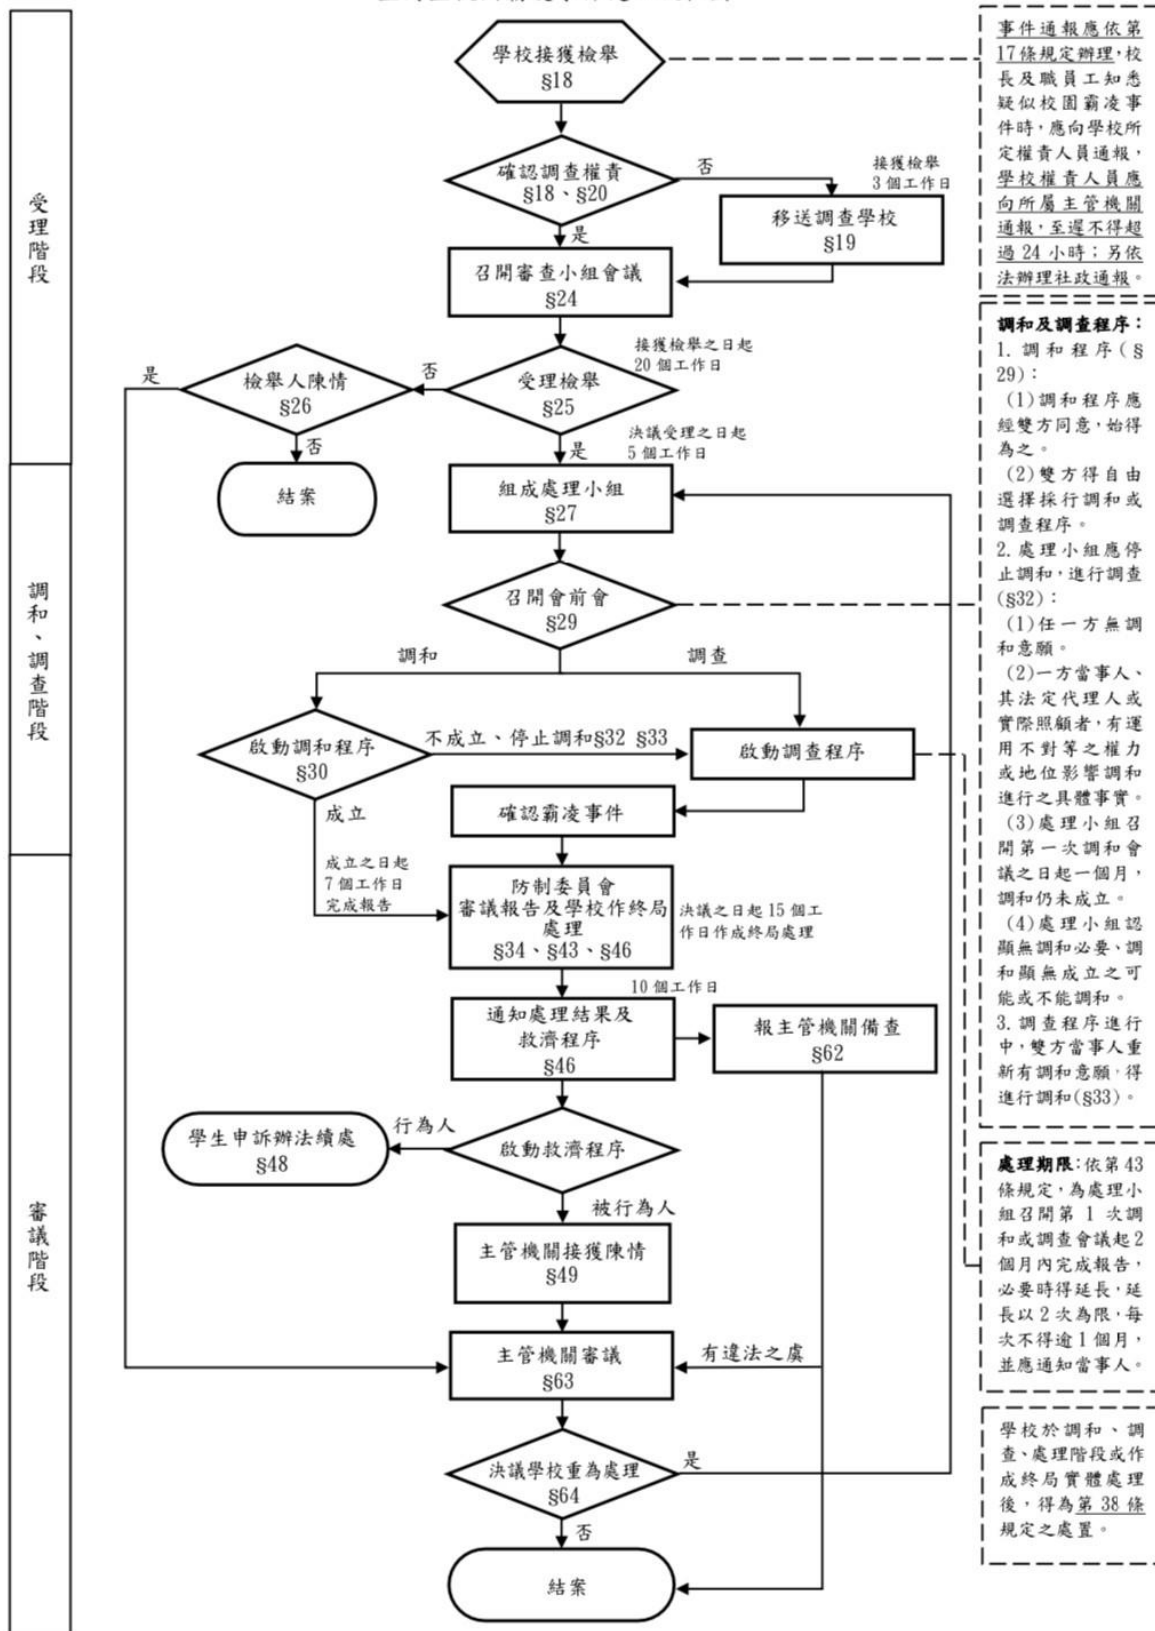 學校接獲檢舉
§18
確認調查權責
§18、§20
否
接獲檢舉
3 個工作日
移送調查學校
§19
是
召開審查小組會議
§24
接獲檢舉之日起
20 個工作日
受理檢舉
§25
否
檢舉人陳情
§26
是
否
結案
決議受理之日起
5 個工作日
是
組成處理小組
§27
召開會前會
§29
調和
調查
啟動調和程序
§30
不成立、停止調和§32 §33
啟動調查程序
成立
確認霸凌事件
成立之日起
7 個工作日
完成報告
防制委員會
審議報告及學校作終局
處理
§34、§43、§46
決議之日起 15 個工
作日作成終局處理
10 個工作日
通知處理結果及
救濟程序
§46
報主管機關備查
§62
啟動救濟程序
行為人
學生申訴辦法續處
§48
被行為人
主管機關接獲陳情
§49
主管機關審議
§63
有違法之虞
決議學校重為處理
§64
是
否
結案
受理階段
調和、調查階段
審議階段
事件通報應依第
17條規定辦理,校
長及職員工知悉
疑似校園霸凌事
件時,應向學校所
定權責人員通報,
學校權責人員應
向所屬主管機關
通報,至遲不得超
過 24 小時;另依
法辦理社政通報。
調和及調查程序:
1. 調和程序(§
29):
(1)調和程序應
經雙方同意,始得
為之。
(2)雙方得自由
選擇採行調和或
調查程序。
2. 處理小組應停
止調和,進行調查
(§32):
(1)任一方無調
和意願。
(2)一方當事人、
其法定代理人或
實際照顧者,有運
用不對等之權力
或地位影響調和
進行之具體事實。
(3)處理小組召
開第一次調和會
議之日起一個月,
調和仍未成立。
(4)處理小組認
顯無調和必要、調
和顯無成立之可
能或不能調和。
3. 調查程序進行
中,雙方當事人重
新有調和意願,得
進行調和(§33)。
處理期限:依第 43
條規定,為處理小
組召開第 1 次調
和或調查會議起2
個月內完成報告,
必要時得延長,延
長以 2 次為限,每
次不得逾 1 個月,
並應通知當事人。
學校於調和、調
查、處理階段或作
成終局實體處理
後,得為第 38 條
規定之處置。